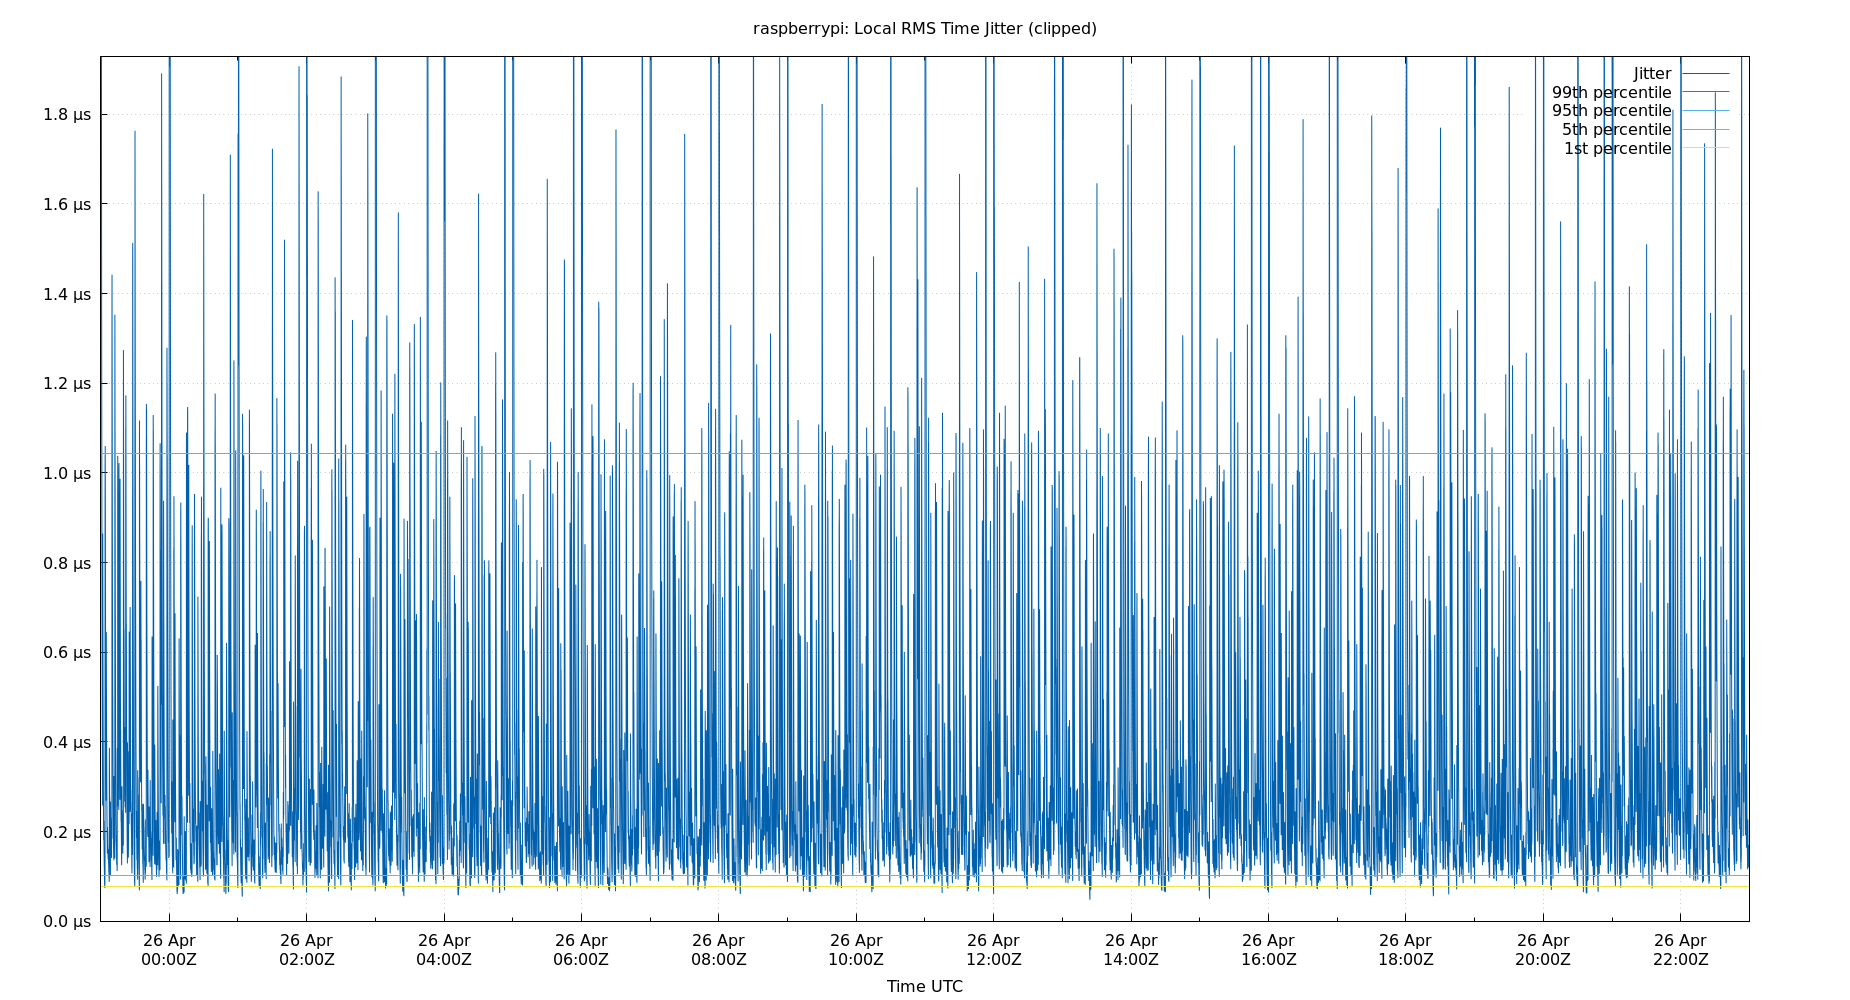 raspberrypi: Local RMS Time Jitter (clipped)
Jitter
99th percentile
95th percentile
5th percentile
1st percentile
1.8 µs
1.6 µs
1.4 µs
1.2 µs
1.0 µs
0.8 µs
0.6 µs
0.4 µs
0.2 µs
0.0 µs
26 Apr 26 Apr 26 Apr 26 Apr 26 Apr 26 Apr 26 Apr 26 Apr 26 Apr 26 Apr 26 Apr 26 Apr
00:00Z 02:00Z 04:00Z 06:00Z 08:00Z 10:00Z 12:00Z 14:00Z 16:00Z 18:00Z 20:00Z 22:00Z
Time UTC